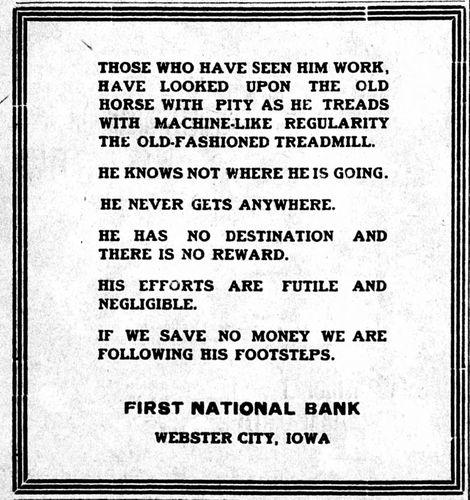 THOSE WHO HAVE SEEN HIM WORK,
HAVE LOOKED UPON THE OLD
HORSE WITH PITY AS HE TREADS
WITH MACHINE-LIKE REGULARITY
THE OLD-FASHIONED TREADMILL.
HE KNOWS NOT WHERE HE IS GOING.
HE NEVER GETS ANYWHERE.
HE HAS NO DESTINATION AND
THERE IS NO REWARD.
HIS EFFORTS ARE FUTILE AND
NEGLIGIBLE.
IF WE SAVE NO MONEY WE ARE
FOLLOWING HIS FOOTSTEPS.
FIRST NATIONAL BANK
WEBSTER CITY, IOWA